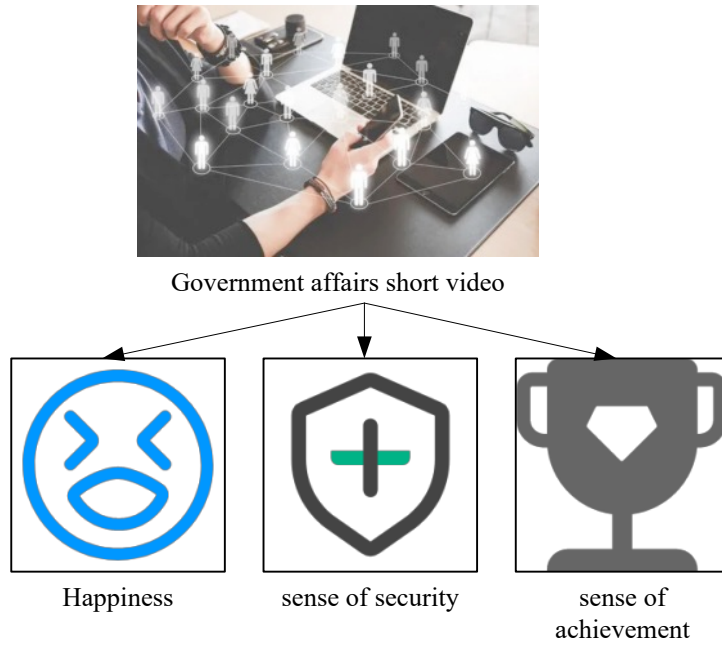 Government affairs short video
Happiness
sense of security
sense of
achievement